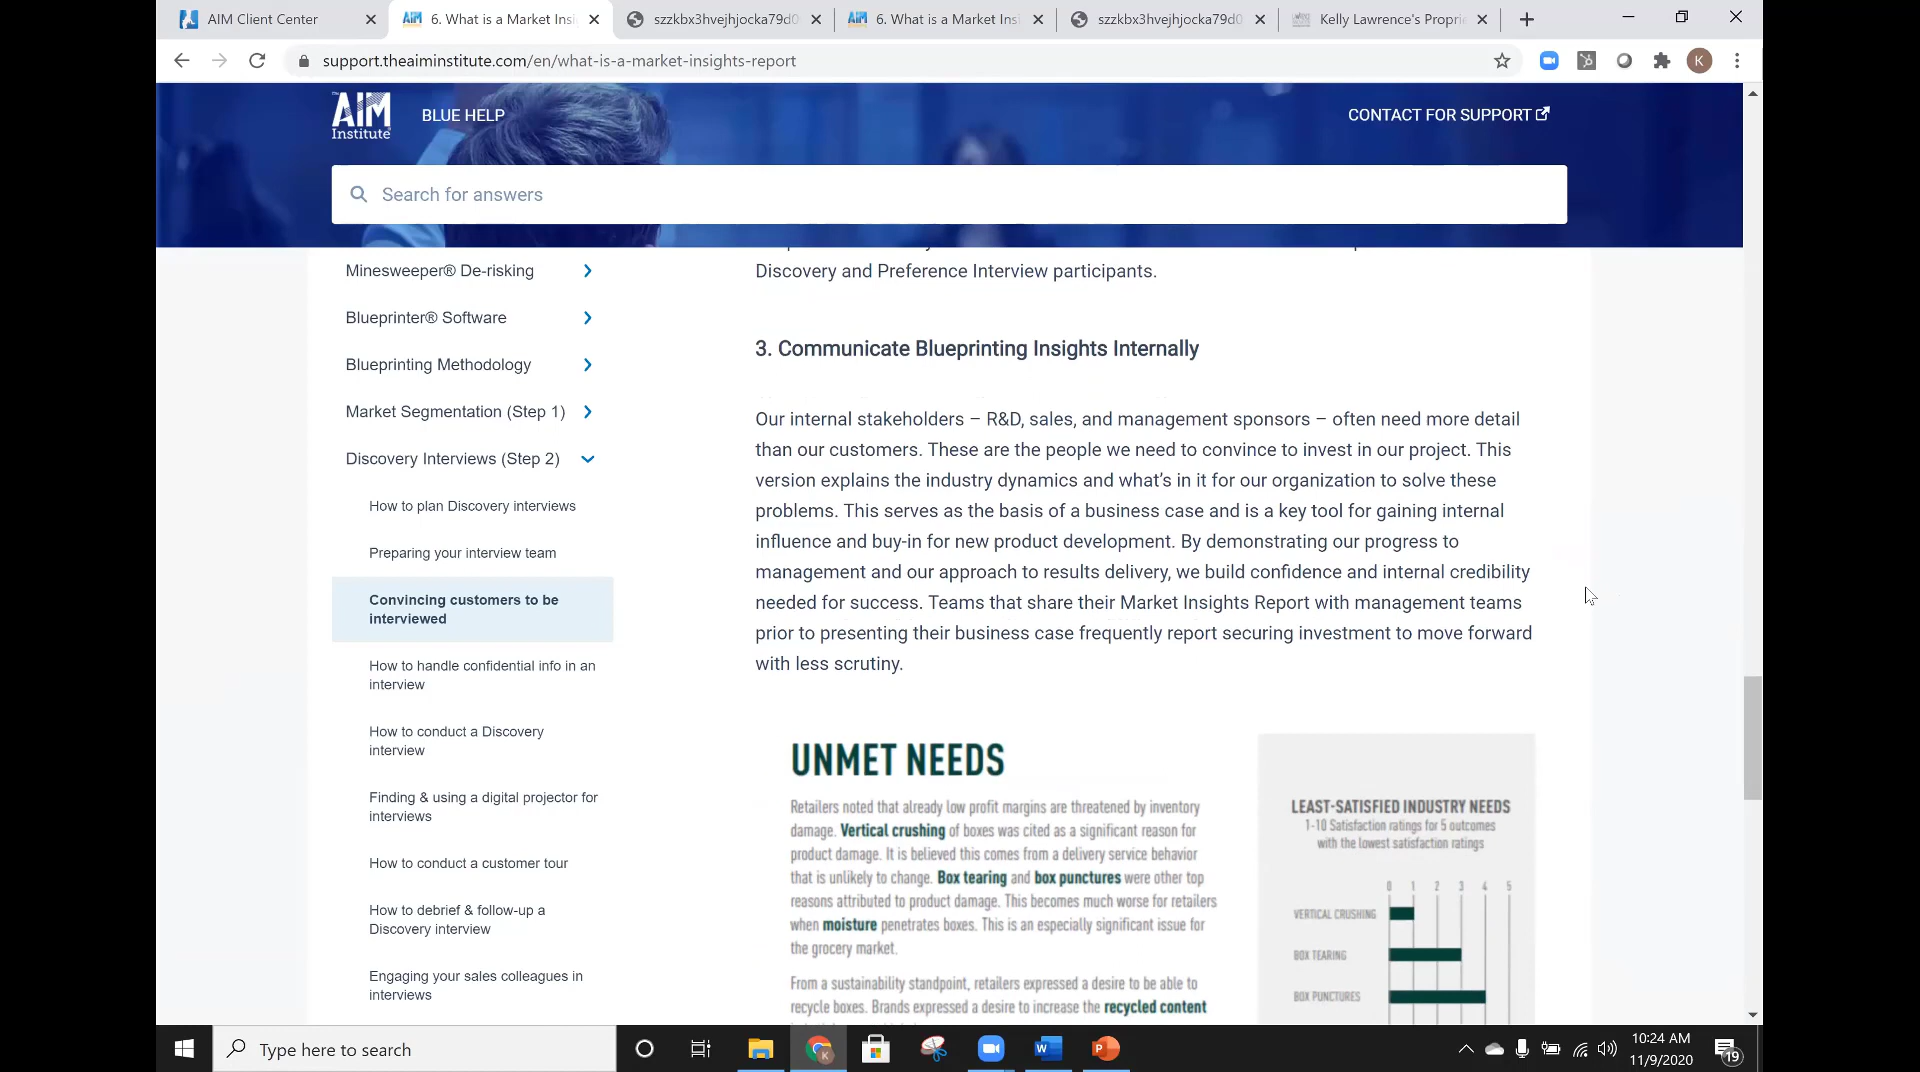 AIM Client Center
6. What is a Market Insi
szzkbx3hvejhjocka79d0
6. What is a Market Insi
szzkbx3hvejhjocka79d0
Kelly Lawrence's Propri
support.theaiminstitute.com/en/what-is-a-market-insights-report
K
The
AIM
Institute
BLUE HELP
CONTACT FOR SUPPORT
Search for answers
Minesweeper® De-risking
Blueprinter® Software
Blueprinting Methodology
Market Segmentation (Step 1)
Discovery Interviews (Step 2)
How to plan Discovery interviews
Preparing your interview team
Convincing customers to be
interviewed
How to handle confidential info in an
interview
How to conduct a Discovery
interview
Finding & using a digital projector for
interviews
How to conduct a customer tour
How to debrief & follow-up a
Discovery interview
Engaging your sales colleagues in
interviews
Discovery and Preference Interview participants.
3. Communicate Blueprinting Insights Internally
Our internal stakeholders – R&D, sales, and management sponsors – often need more detail
than our customers. These are the people we need to convince to invest in our project. This
version explains the industry dynamics and what’s in it for our organization to solve these
problems. This serves as the basis of a business case and is a key tool for gaining internal
influence and buy-in for new product development. By demonstrating our progress to
management and our approach to results delivery, we build confidence and internal credibility
needed for success. Teams that share their Market Insights Report with management teams
prior to presenting their business case frequently report securing investment to move forward
with less scrutiny.
UNMET NEEDS
Retailers noted that already low profit margins are threatened by inventory
damage. Vertical crushing of boxes was cited as a significant reason for
product damage. It is believed this comes from a delivery service behavior
that is unlikely to change. Box tearing and box punctures were other top
reasons attributed to product damage. This becomes much worse for retailers
when moisture penetrates boxes. This is an especially significant issue for
the grocery market.
From a sustainability standpoint, retailers expressed a desire to be able to
recycle boxes. Brands expressed a desire to increase the recycled content
LEAST-SATISFIED INDUSTRY NEEDS
1-10 Satisfaction ratings for 5 outcomes
with the lowest satisfaction ratings
0 1 2 3 4 5
VERTICAL CRUSHING
BOX TEARING
BOX PUNCTURES
Type here to search
10:24 AM
11/9/2020
19